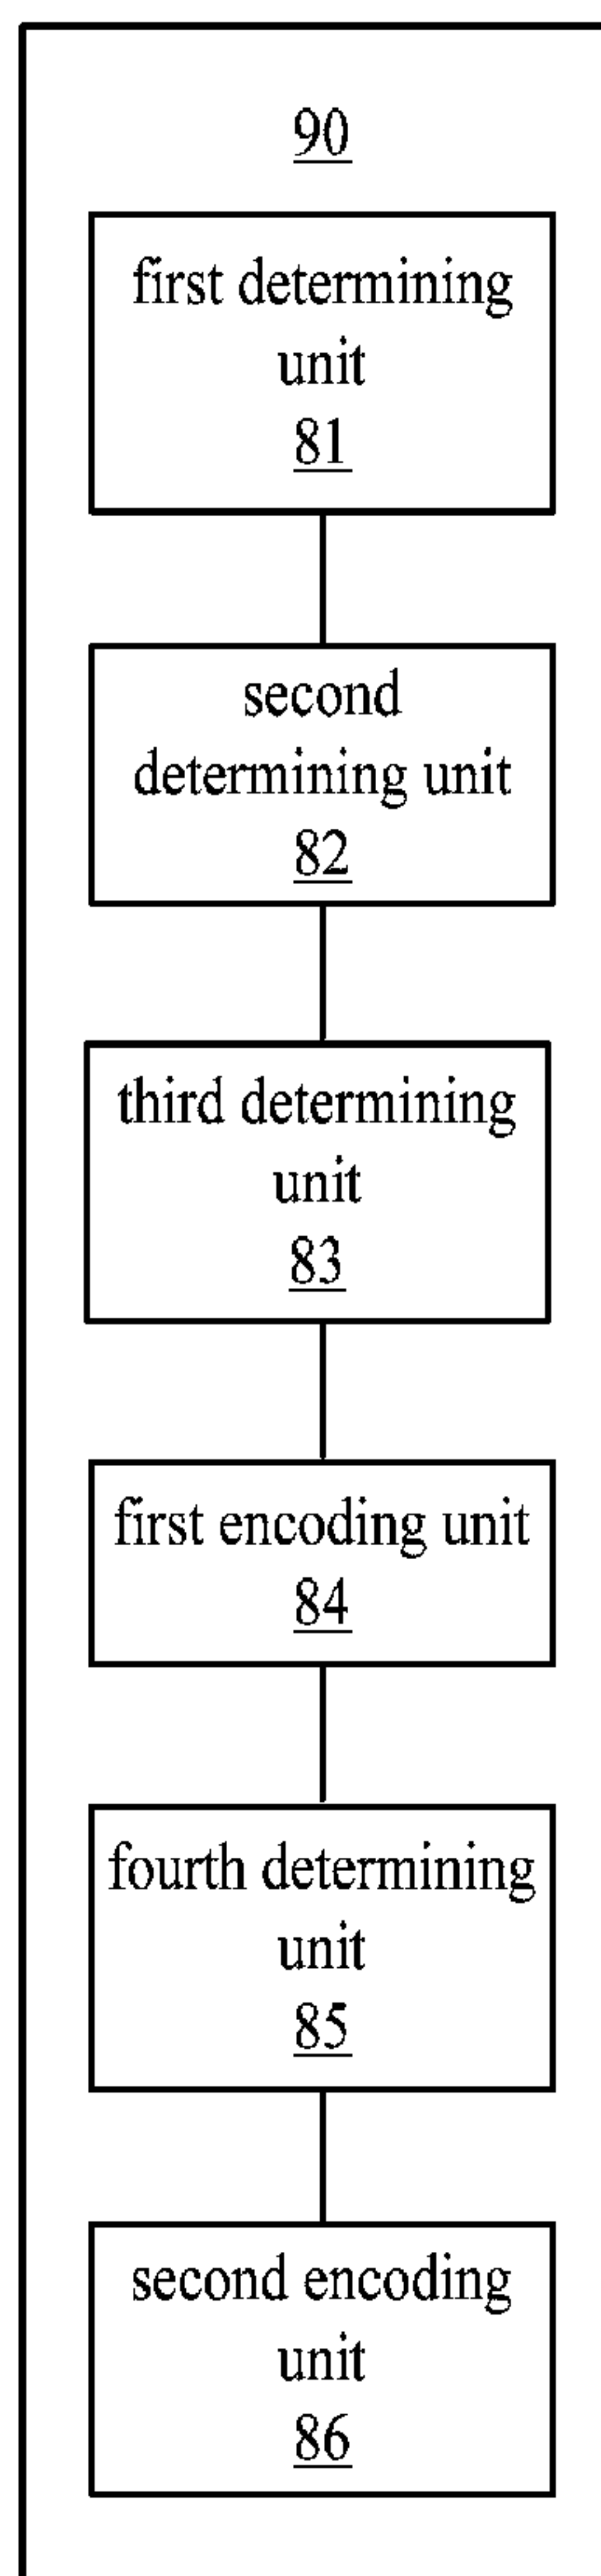 90
first determining
unit
81
second
determining unit
82
third determining
unit
83
first encoding unit
84
fourth determining
unit
85
second encoding
unit
86